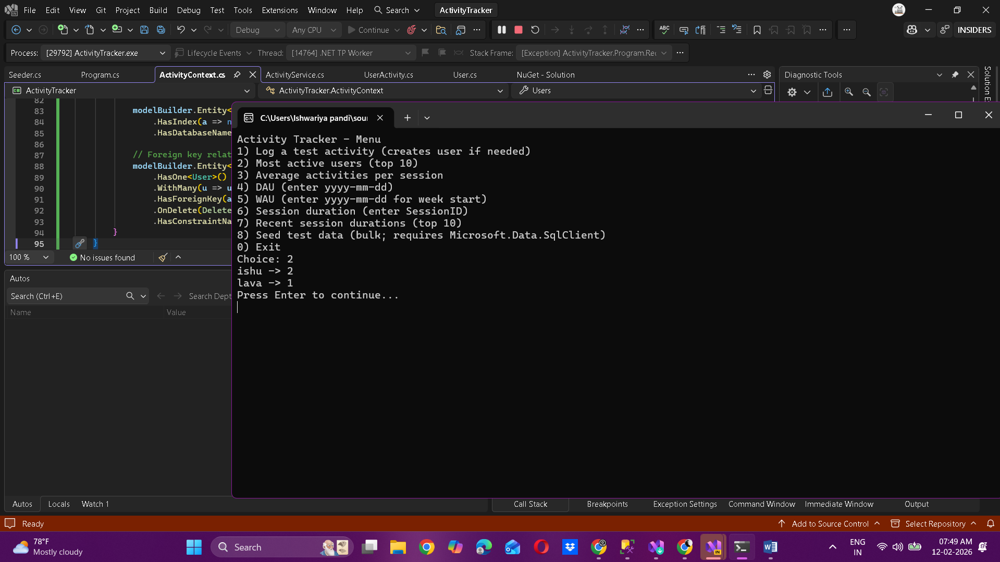 File Edit View Git Project Build Debug Test Tools Extensions Window Help Search ActivityTracker
Debug Any CPU Continue INSIDERS
Process: [29792] ActivityTracker.exe Lifecycle Events Thread: [14764] .NET TP Worker Stack Frame: [Exception] ActivityTracker.Program.Rec
Seeder.cs Program.cs ActivityContext.cs ActivityService.cs UserActivity.cs User.cs NuGet - Solution Diagnostic Tools
ActivityTracker ActivityTracker.ActivityContext Users
Solution E
82
83 modelBuilder.Entity<
84 .HasIndex(a => n
85 .HasDatabaseName
86
87 // Foreign key relat
88 modelBuilder.Entity<
89 .HasOne<User>()
90 .WithMany(u => u
91 .HasForeignKey(a
92 .OnDelete(Delete
93 .HasConstraintNa
94 }
95 }
100 % No issues found
C:\Users\Ishwariya pandi\sour
Activity Tracker - Menu
1) Log a test activity (creates user if needed)
2) Most active users (top 10)
3) Average activities per session
4) DAU (enter yyyy-mm-dd)
5) WAU (enter yyyy-mm-dd for week start)
6) Session duration (enter SessionID)
7) Recent session durations (top 10)
8) Seed test data (bulk; requires Microsoft.Data.SqlClient)
0) Exit
Choice: 2
ishu -> 2
lava -> 1
Press Enter to continue...
Autos
Search (Ctrl+E) Search Dept
Name Value
Autos Locals Watch 1 Call Stack Breakpoints Exception Settings Command Window Immediate Window Output
Ready Add to Source Control Select Repository
78°F
Mostly cloudy
Search
ENG
IN
07:49 AM
12-02-2026